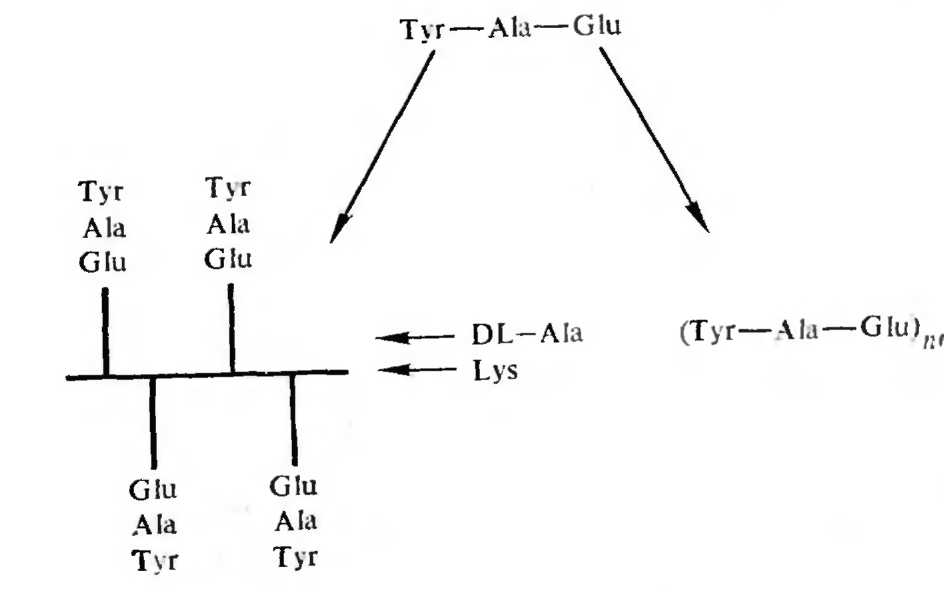 Tyr—Ala—Glu
Tyr Tyr
Ala Ala
Glu Glu
DL—Ala
Lys
(Tyr—Ala—Glu)n
Glu Glu
Ala Ala
Tyr Tyr